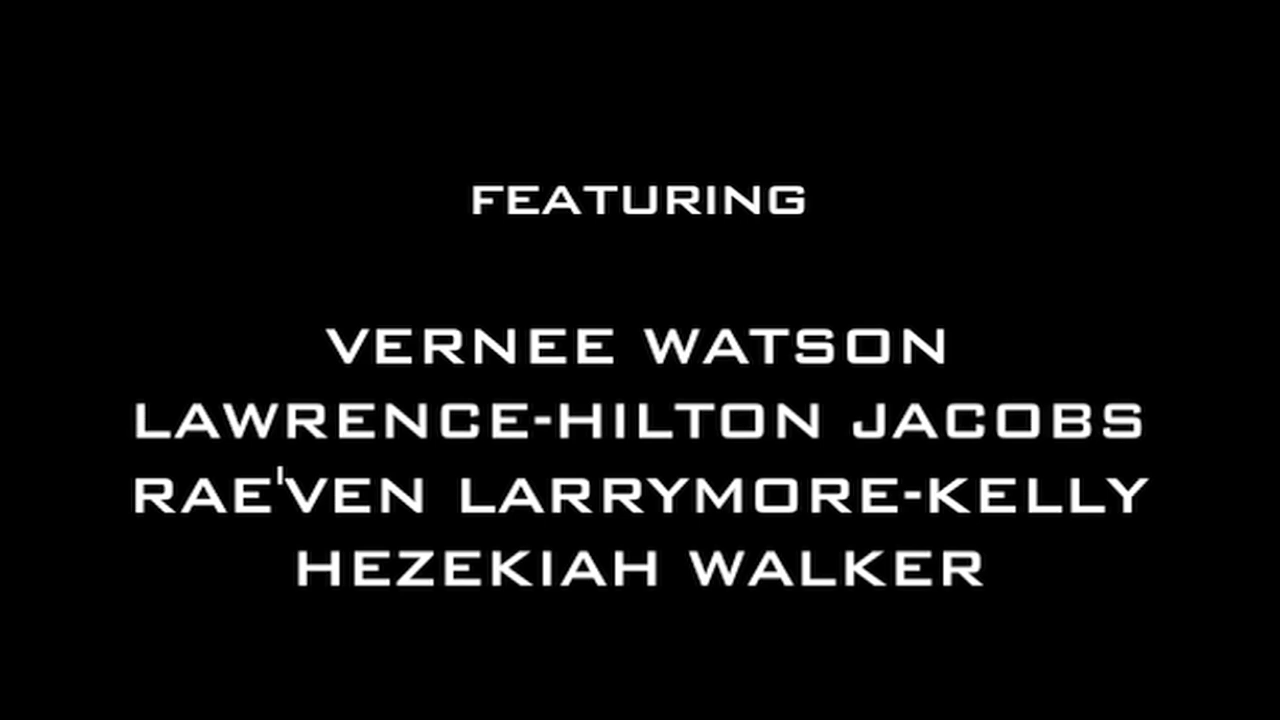 FEATURING
VERNEE WATSON
LAWRENCE-HILTON JACOBS
RAE'VEN LARRYMORE-KELLY
HEZEKIAH WALKER